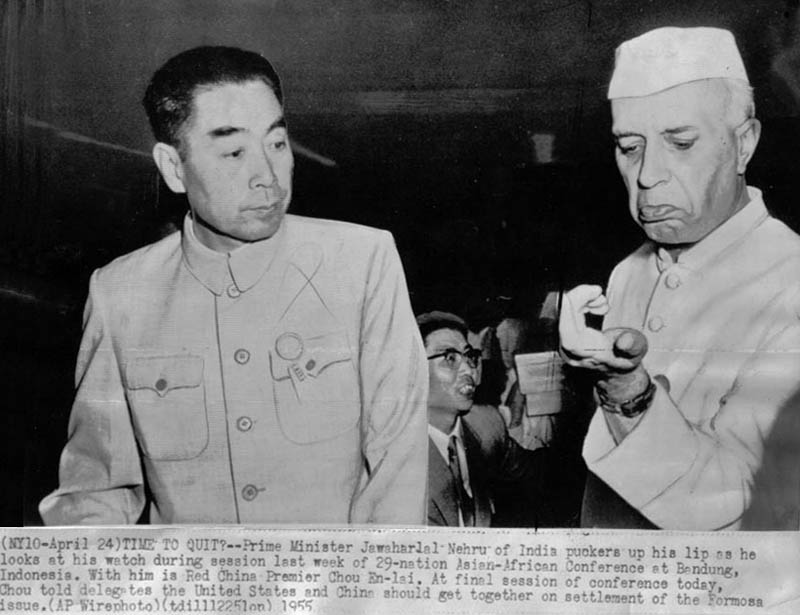 (NY10-April 24)TIME TO QUIT?--Prime Minister Jawaharlal Nehru of India puckers up his lip as he
looks at his watch during session last week of 29-nation Asian-African Conference at Bandung,
Indonesia. With him is Red China Premier Chou En-lai. At final session of conference today,
Chou told delegates the United States and China should get together on settlement of the Formosa
issue.(AP Wirephoto)(td11112251on) 1955